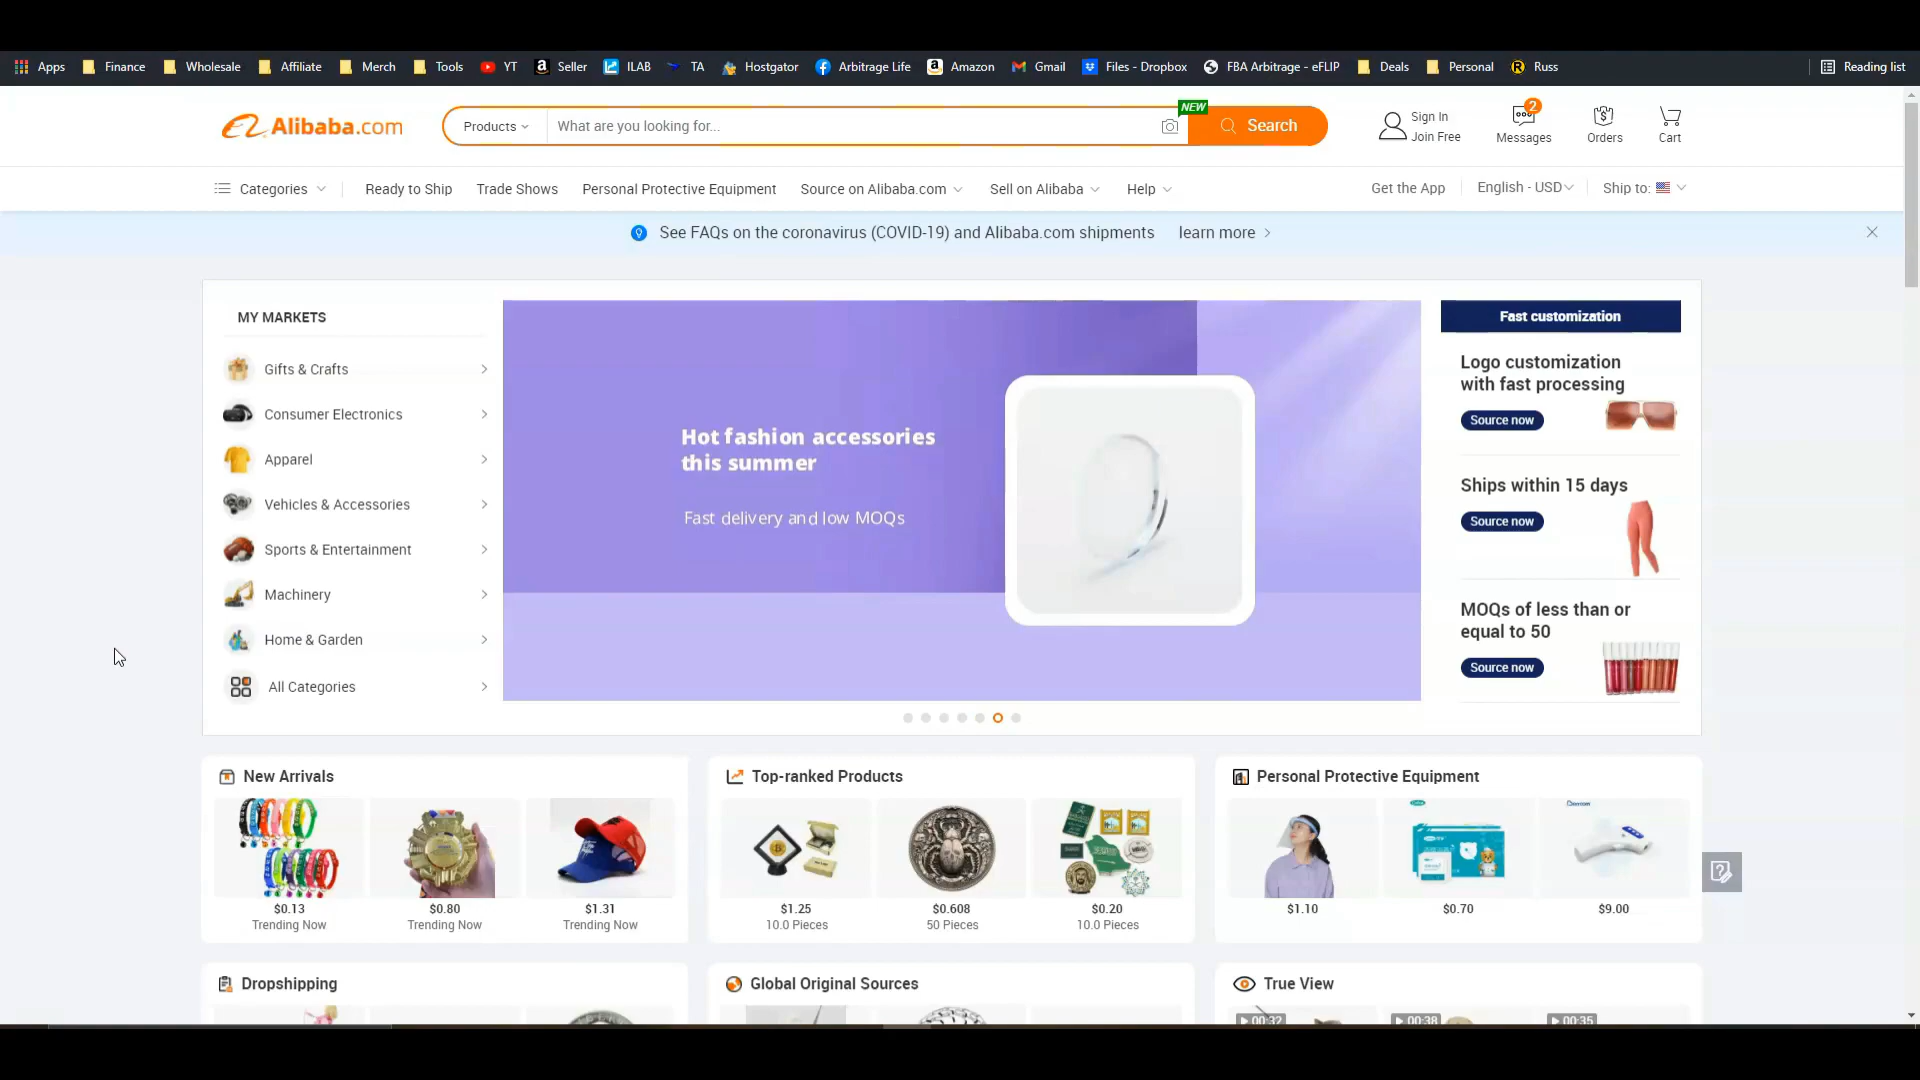 Apps Finance Wholesale Affiliate Merch Tools YT Seller ILAB TA Hostgator Arbitrage Life Amazon Gmail Files - Dropbox FBA Arbitrage - eFLIP Deals Personal Russ Reading list
Alibaba.com
Products
What are you looking for...
NEW
Search
Sign In
Join Free
2
Messages
Orders
Cart
Categories Ready to Ship Trade Shows Personal Protective Equipment Source on Alibaba.com Sell on Alibaba Help Get the App English - USD Ship to:
See FAQs on the coronavirus (COVID-19) and Alibaba.com shipments learn more
MY MARKETS
Gifts & Crafts
Consumer Electronics
Apparel
Vehicles & Accessories
Sports & Entertainment
Machinery
Home & Garden
All Categories
Hot fashion accessories
this summer
Fast delivery and low MOQs
Fast customization
Logo customization
with fast processing
Source now
Ships within 15 days
Source now
MOQs of less than or
equal to 50
Source now
New Arrivals
$0.13
Trending Now
$0.80
Trending Now
$1.31
Trending Now
Top-ranked Products
$1.25
10.0 Pieces
$0.608
50 Pieces
$0.20
10.0 Pieces
Personal Protective Equipment
$1.10
$0.70
$9.00
Dropshipping
Global Original Sources
True View
00:32
00:38
00:35